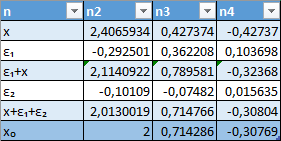 n n2 n3 n4
x 2,4065934 0,427374 -0,42737
ε₁ -0,292501 0,362208 0,103698
ε₁+x 2,1140922 0,789581 -0,32368
ε₂ -0,10109 -0,07482 0,015635
x+ε₁+ε₂ 2,0130019 0,714766 -0,30804
x₀ 2 0,714286 -0,30769